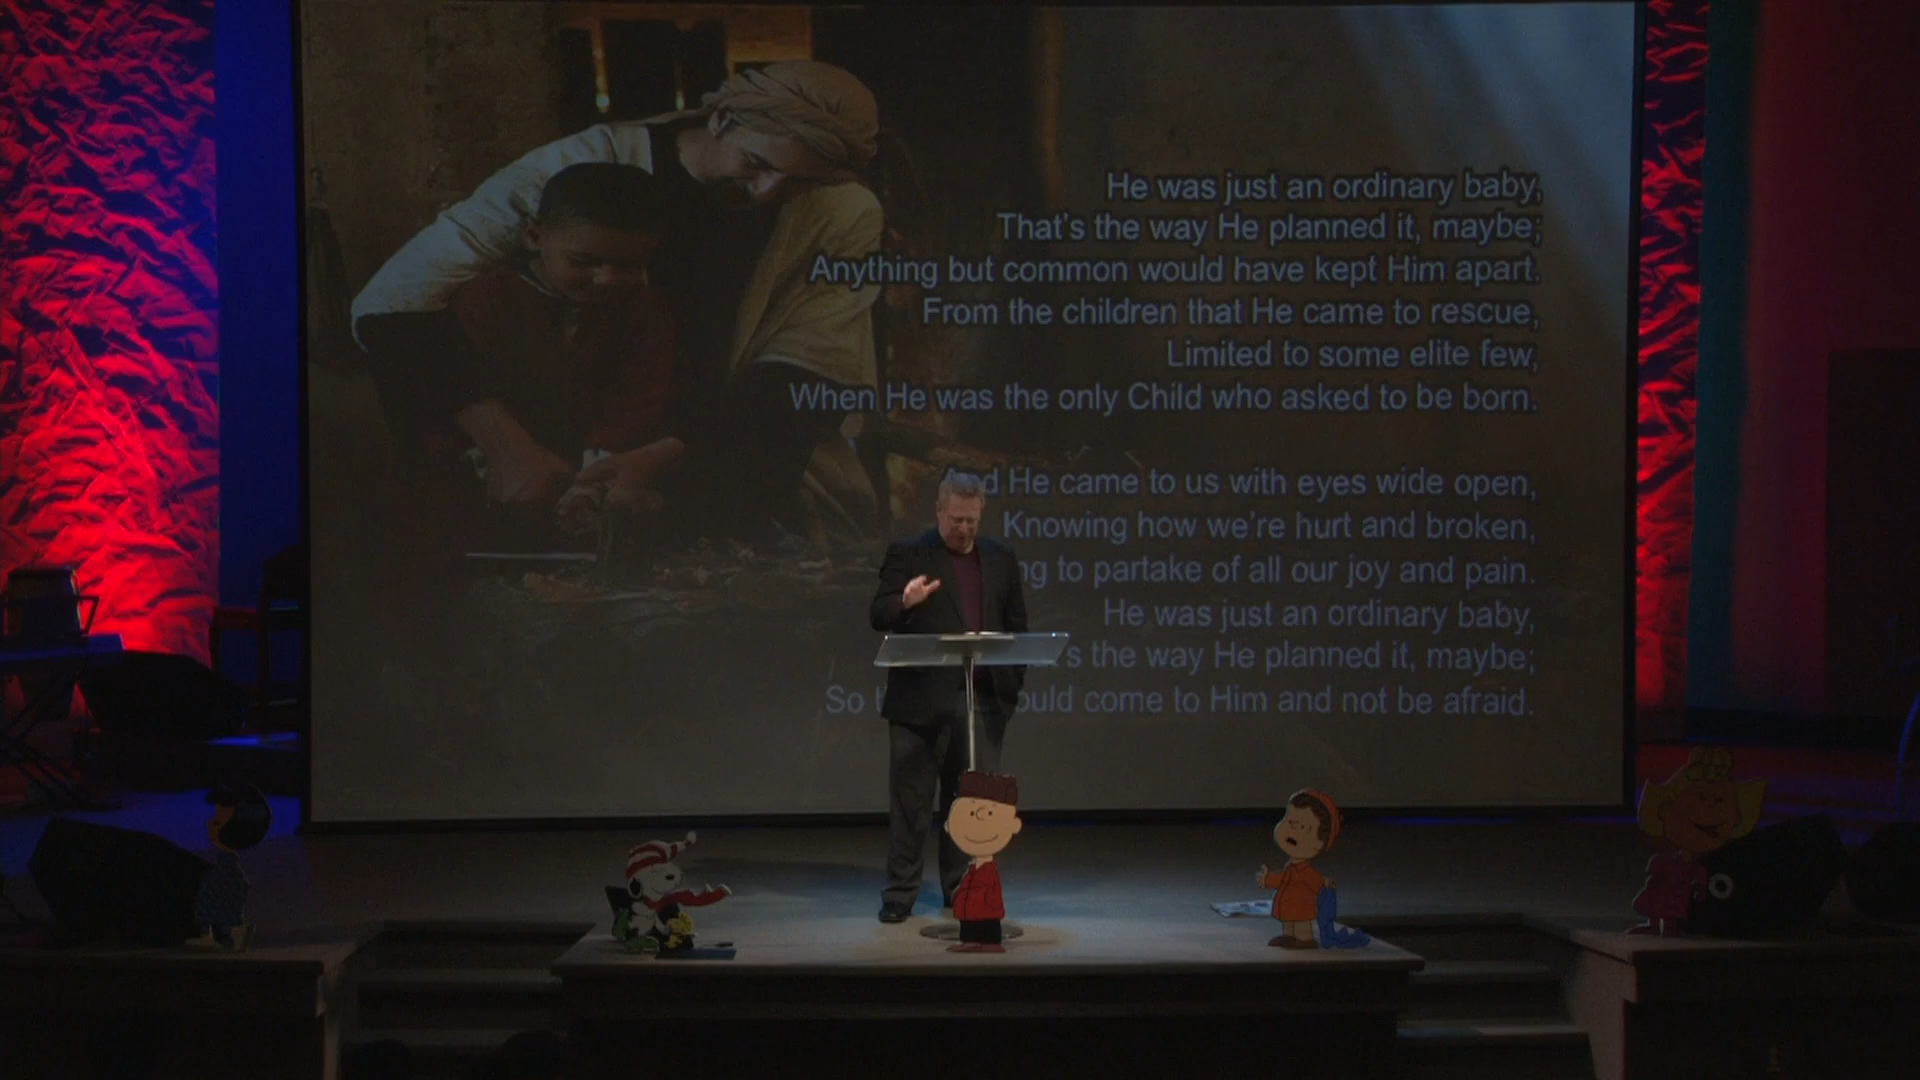 He was just an ordinary baby,
That's the way He planned it, maybe;
Anything but common would have kept Him apart.
From the children that He came to rescue,
Limited to some elite few,
When He was the only Child who asked to be born.
And He came to us with eyes wide open,
Knowing how we're hurt and broken,
to partake of all our joy and pain.
He was just an ordinary baby,
the way He planned it, maybe;
So come to Him and not be afraid.